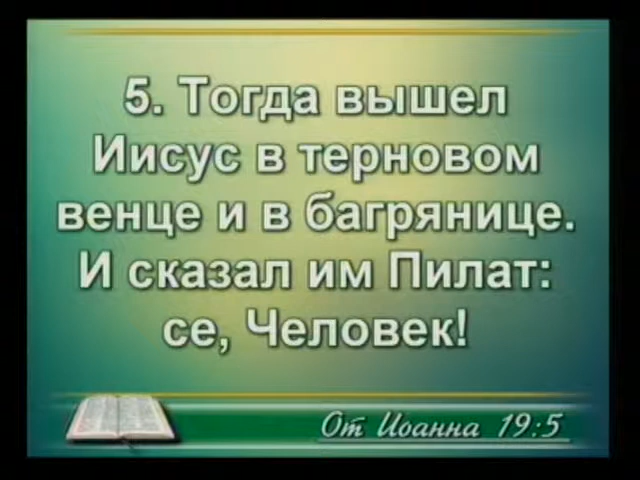 5. Тогда вышел
Иисус в терновом
венце и в багрянице.
И сказал им Пилат:
се, Человек!
От Иоанна 19:5